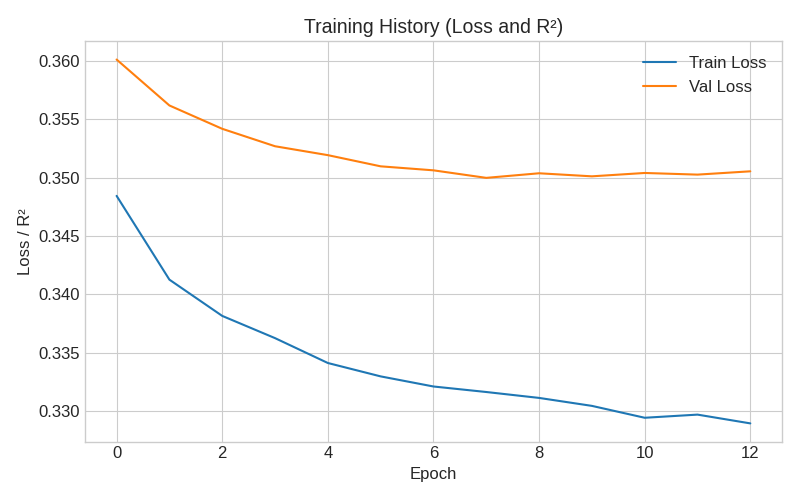 Training History (Loss and R²)
Train Loss
Val Loss
Loss / R²
0.360
0.355
0.350
0.345
0.340
0.335
0.330
0 2 4 6 8 10 12
Epoch